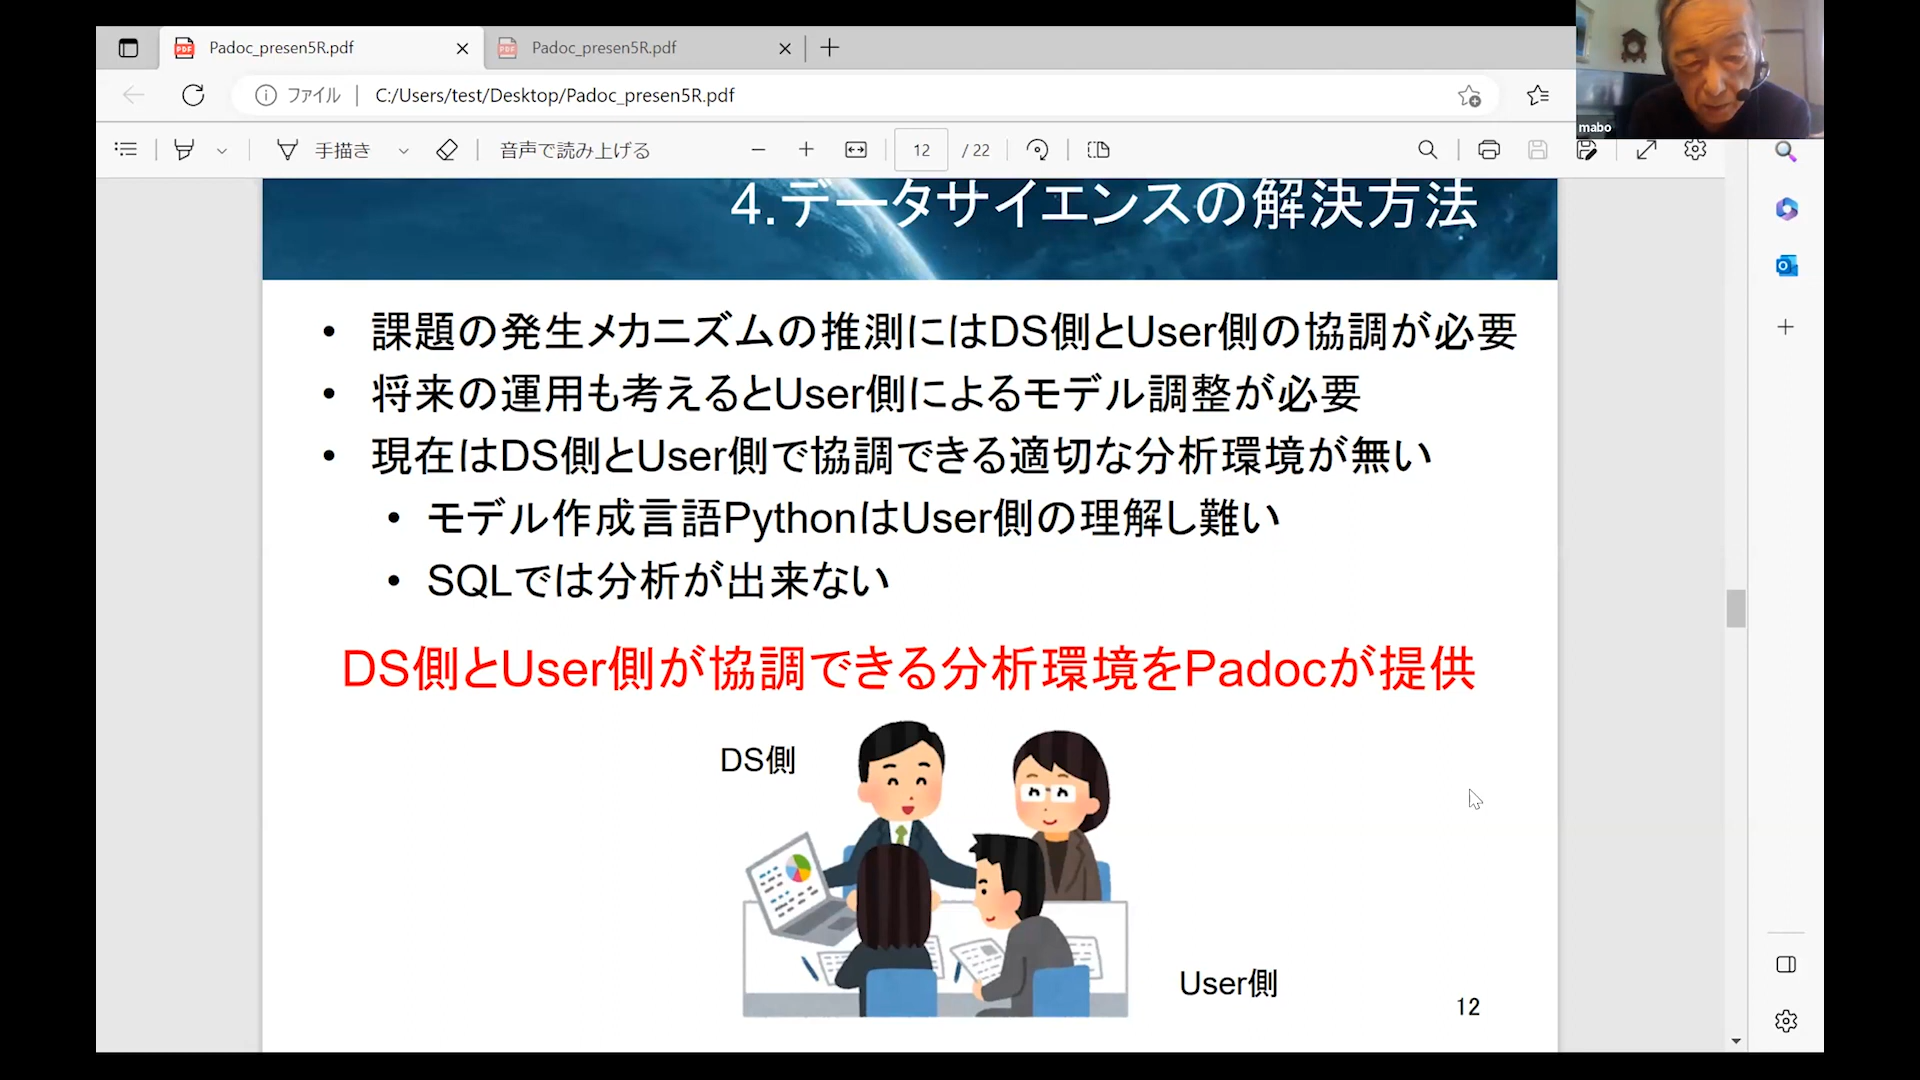 Padoc_presen5R.pdf
Padoc_presen5R.pdf
ファイル
C:/Users/test/Desktop/Padoc_presen5R.pdf
mabo
手描き
音声で読み上げる
12 / 22
4.データサイエンスの解決方法
• 課題の発生メカニズムの推測にはDS側とUser側の協調が必要
• 将来の運用も考えるとUser側によるモデル調整が必要
• 現在はDS側とUser側で協調できる適切な分析環境が無い
• モデル作成言語PythonはUser側の理解し難い
• SQLでは分析が出来ない
DS側とUser側が協調できる分析環境をPadocが提供
DS側
User側
12